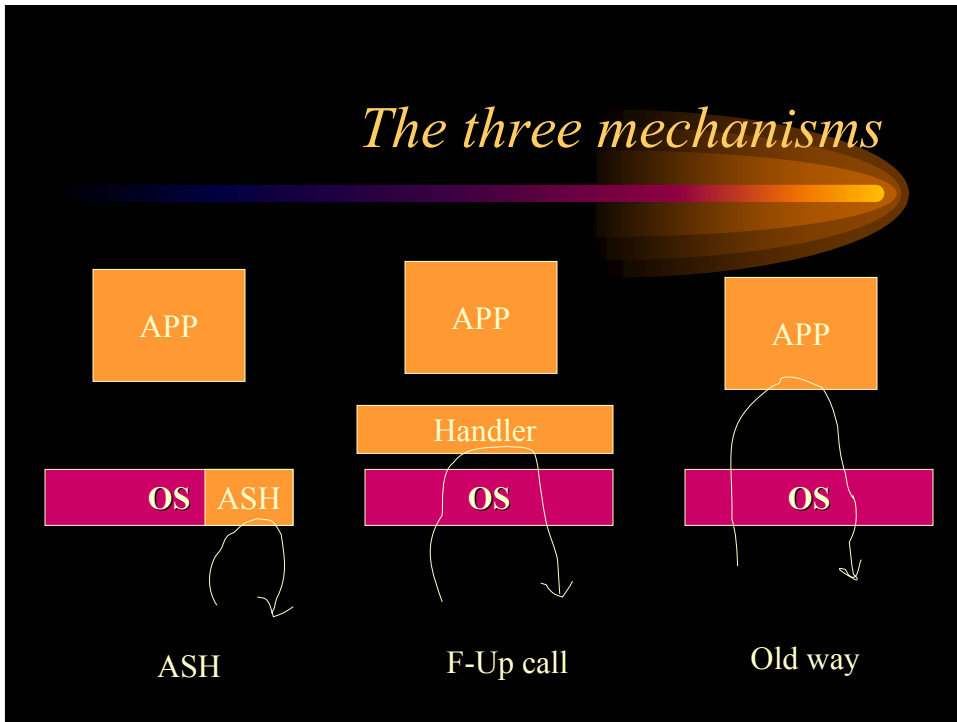 The three mechanisms
APP
APP
APP
Handler
OS
ASH
OS
OS
ASH
F-Up call
Old way